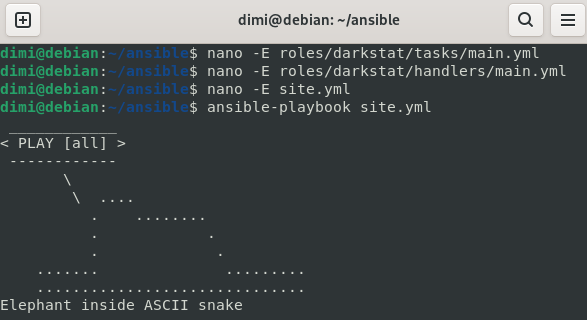 dimi@debian: ~/ansible
dimi@debian:~/ansible$ nano -E roles/darkstat/tasks/main.yml
dimi@debian:~/ansible$ nano -E roles/darkstat/handlers/main.yml
dimi@debian:~/ansible$ nano -E site.yml
dimi@debian:~/ansible$ ansible-playbook site.yml
 ____________
< PLAY [all] >
 ------------
       \
        \  ....
          .    ........
          .            .
          .             .
    .......              .........
    ..............................
Elephant inside ASCII snake